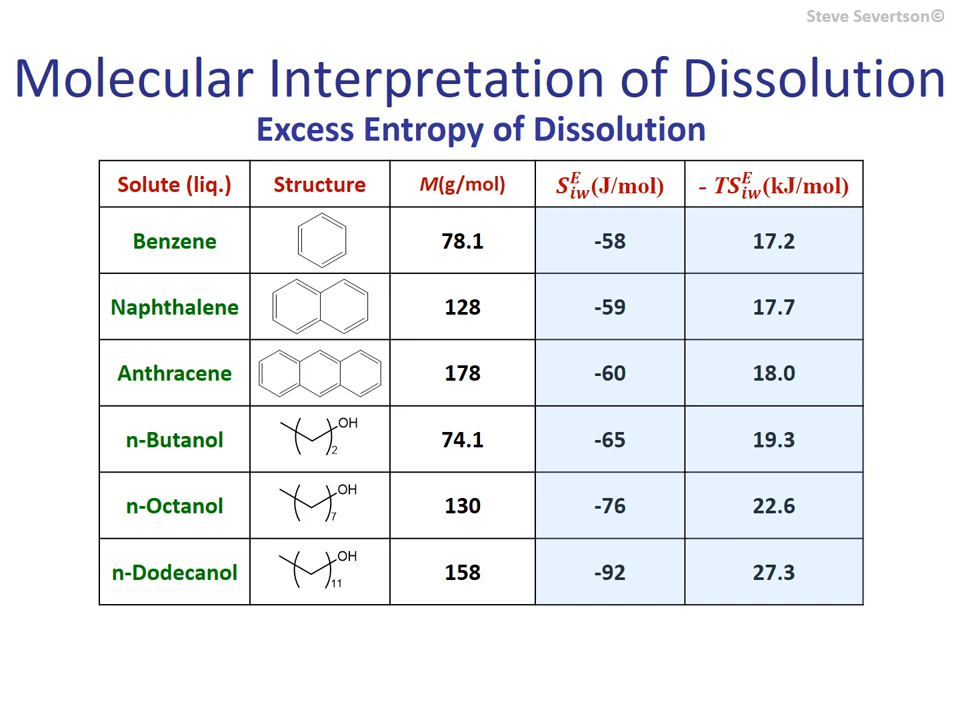 Steve Severtson©
Molecular Interpretation of Dissolution
Excess Entropy of Dissolution
Solute (liq.) Structure M(g/mol) S^E_iw(J/mol) - TS^E_iw(kJ/mol)
Benzene 78.1 -58 17.2
Naphthalene 128 -59 17.7
Anthracene 178 -60 18.0
n-Butanol ( )2 OH 74.1 -65 19.3
n-Octanol ( )7 OH 130 -76 22.6
n-Dodecanol ( )11 OH 158 -92 27.3